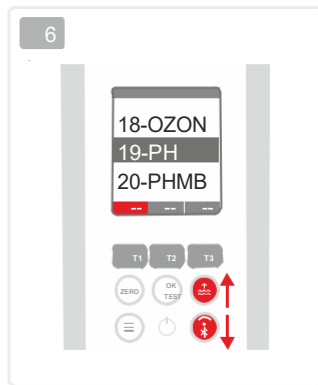 6
18-OZON
19-PH
20-PHMB
-- -- --
T1 T2 T3
ZERO OK TEST